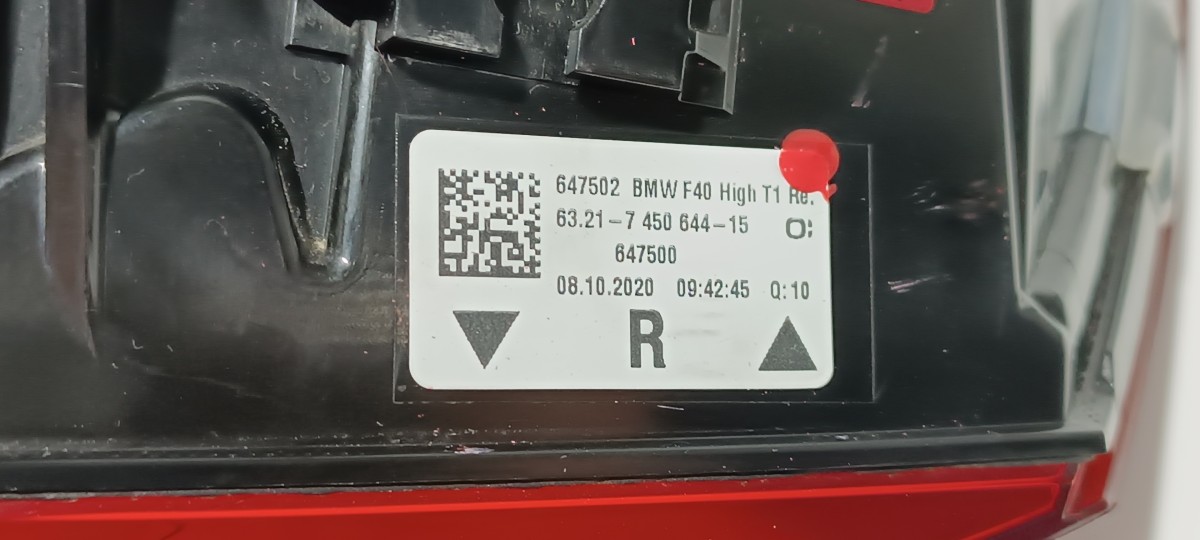 647502 BMW F40 High T1 Re.
63.21-7 450 644-15 O:
647500
08.10.2020 09:42:45 Q:10
R